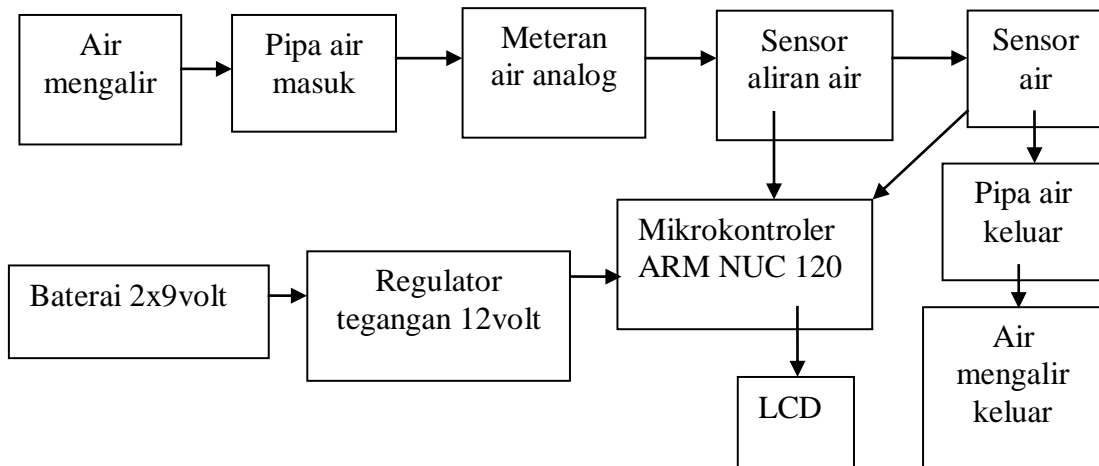 Air
mengalir
Pipa air
masuk
Meteran
air analog
Sensor
aliran air
Sensor
air
Pipa air
keluar
Mikrokontroler
ARM NUC 120
Baterai 2x9volt
Regulator
tegangan 12volt
Air
mengalir
keluar
LCD